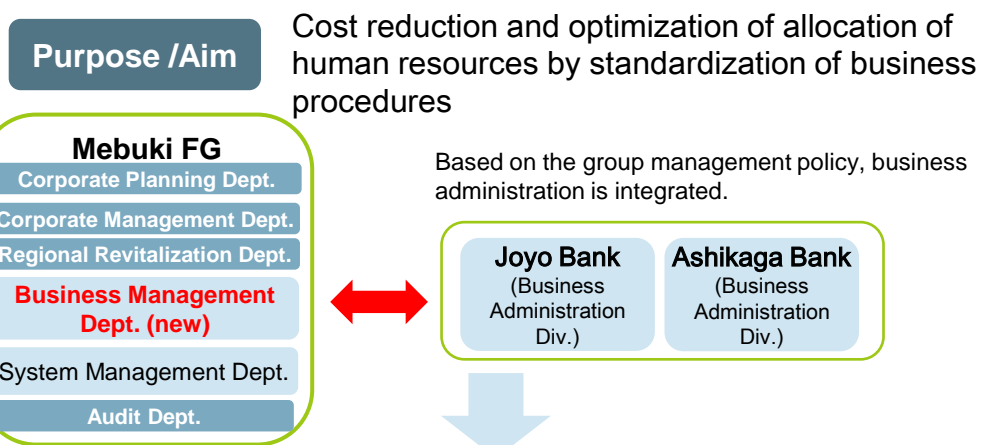 Purpose /Aim
Cost reduction and optimization of allocation of
human resources by standardization of business
procedures
Mebuki FG
Corporate Planning Dept.
Corporate Management Dept.
Regional Revitalization Dept.
Business Management
Dept. (new)
System Management Dept.
Audit Dept.
Based on the group management policy, business
administration is integrated.
Joyo Bank
(Business
Administration
Div.)
Ashikaga Bank
(Business
Administration
Div.)